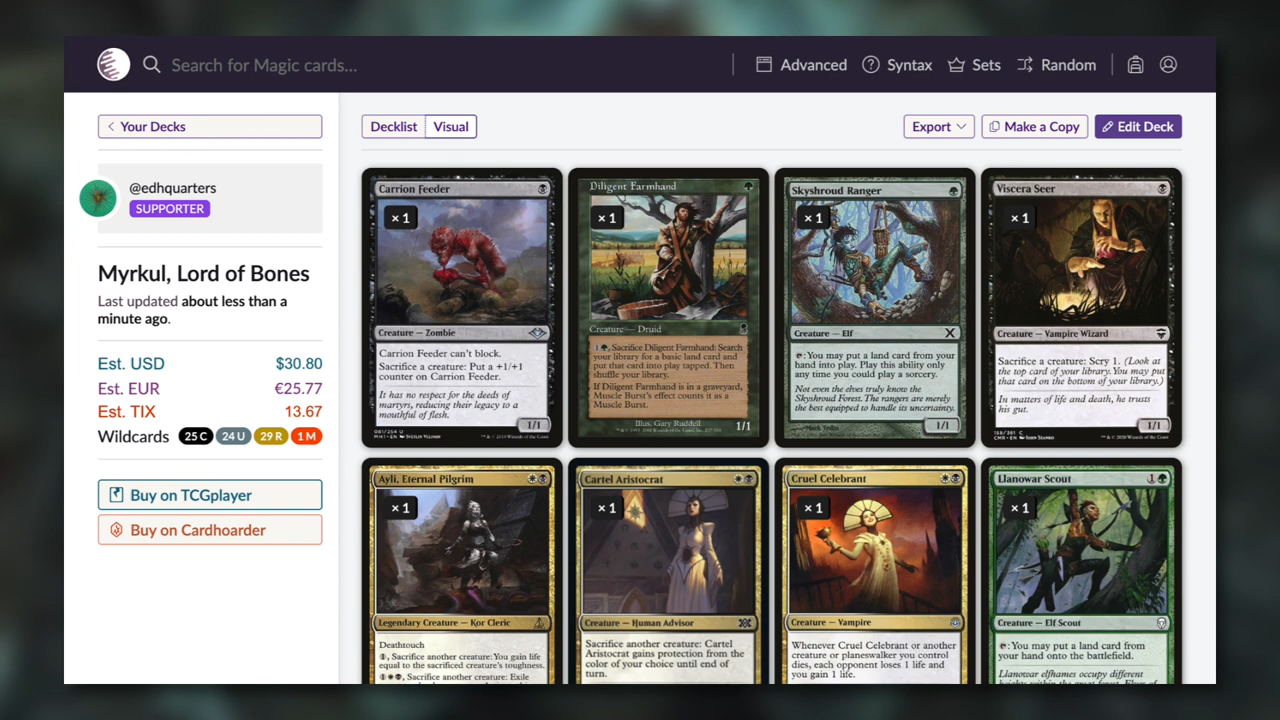 Search for Magic cards...
Advanced
Syntax
Sets
Random
Your Decks
@edhquarters
SUPPORTER
Myrkul, Lord of Bones
Last updated about less than a
minute ago.
Est. USD $30.80
Est. EUR €25.77
Est. TIX 13.67
Wildcards 25 C 24 U 29 R 1 M
Buy on TCGplayer
Buy on Cardhoarder
Decklist Visual
Export
Make a Copy
Edit Deck
Carrion Feeder
×1
Creature — Zombie
Carrion Feeder can't block.
Sacrifice a creature: Put a +1/+1
counter on Carrion Feeder.
It has no respect for the deeds of
martyrs, reducing their legacy to a
mouthful of flesh.
1/1
Diligent Farmhand
×1
Creature — Druid
Sacrifice Diligent Farmhand: Search
your library for a basic land card and
put that card into play tapped. Then
shuffle your library.
If Diligent Farmhand is in a graveyard,
Muscle Burst's effect counts it as a
Muscle Burst.
Illus. Gary Ruddell
1/1
Skyshroud Ranger
×1
Creature — Elf
: You may put a land card from your
hand into play. Play this ability only
any time you could play a sorcery.
Not even the elves truly know the
Skyshroud Forest. The rangers are merely
the best equipped to handle its uncertainty.
1/1
Viscera Seer
×1
Creature — Vampire Wizard
Sacrifice a creature: Scry 1. (Look at
the top card of your library. You may put
that card on the bottom of your library.)
In matters of life and death, he trusts
his gut.
1/1
Ayli, Eternal Pilgrim
×1
Legendary Creature — Kor Cleric
Deathtouch
1, Sacrifice another creature: You gain life
equal to the sacrificed creature's toughness.
1, Sacrifice another creature: Exile
Cartel Aristocrat
×1
Creature — Human Advisor
Sacrifice another creature: Cartel
Aristocrat gains protection from the
color of your choice until end of
turn.
Cruel Celebrant
×1
Creature — Vampire
Whenever Cruel Celebrant or another
creature or planeswalker you control
dies, each opponent loses 1 life and
you gain 1 life.
Llanowar Scout
1
×1
Creature — Elf Scout
: You may put a land card from
your hand onto the battlefield.
Llanowar elfhames occupy different